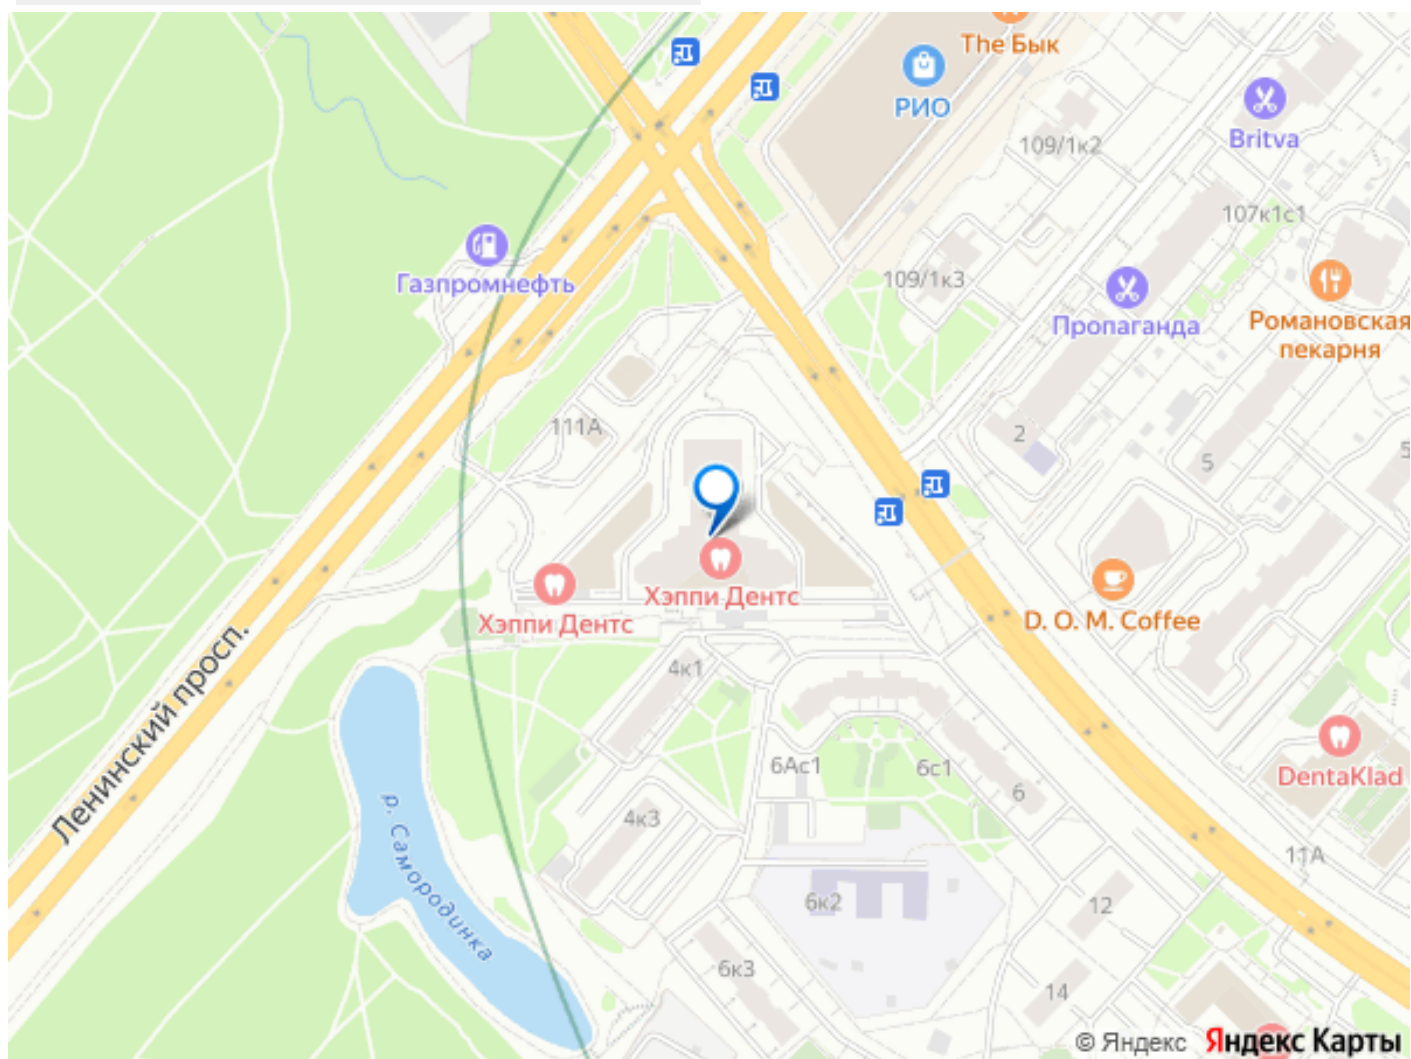 The Бык
РИО
Britva
109/1к2
107к1с1
Газпромнефть
109/1к3
Пропаганда
Романовская
пекарня
111А
2
5
5
Хэппи Дентс
Хэппи Дентс
D. O. M. Coffee
4к1
Ленинский просп.
6Ас1
6с1
6
DentaKlad
4к3
р. Самородинка
11А
6к2
12
6к3
14
© Яндекс Яндекс Карты